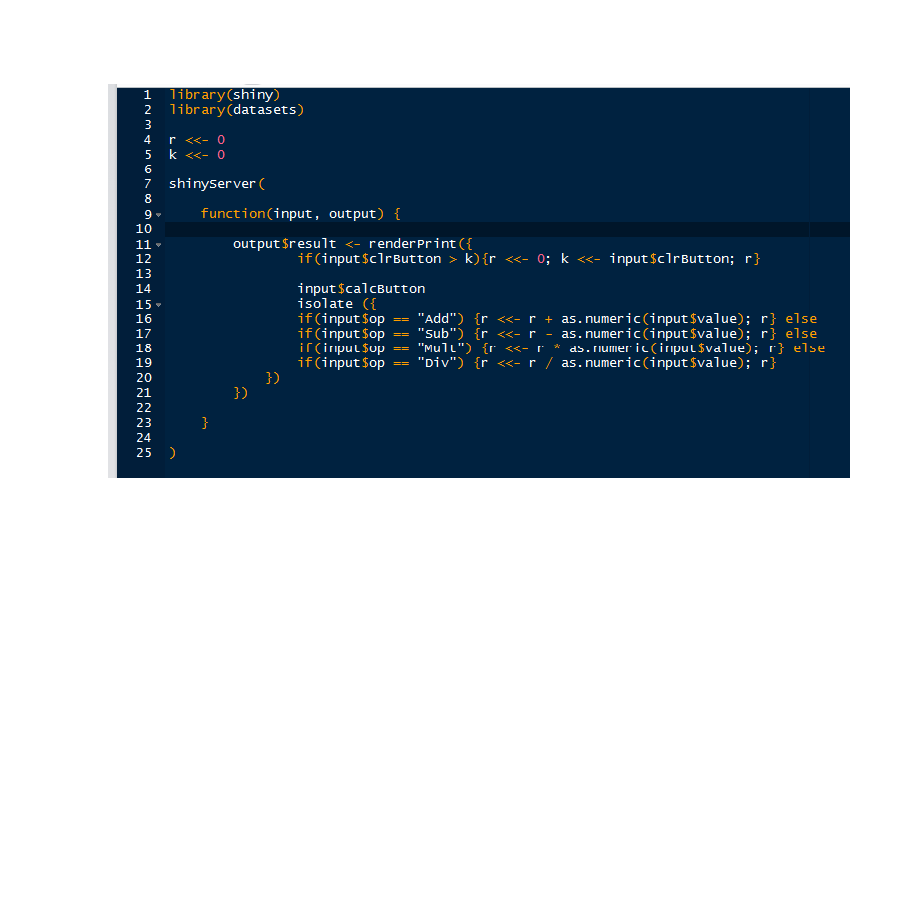 1 library(shiny)
2 library(datasets)
3
4 r <<- 0
5 k <<- 0
6
7 shinyServer(
8
9 function(input, output) {
10
11 output$result <- renderPrint({
12 if(input$clrButton > k){r <<- 0; k <<- input$clrButton; r}
13
14 input$calcButton
15 isolate ({
16 if(input$op == "Add") {r <<- r + as.numeric(input$value); r} else
17 if(input$op == "Sub") {r <<- r - as.numeric(input$value); r} else
18 if(input$op == "Mult") {r <<- r * as.numeric(input$value); r} else
19 if(input$op == "Div") {r <<- r / as.numeric(input$value); r}
20 })
21 })
22
23 }
24
25 )